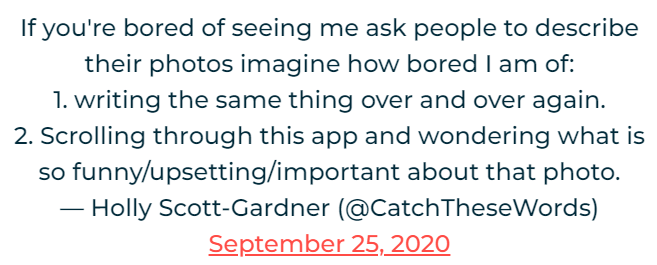 If you're bored of seeing me ask people to describe
their photos imagine how bored I am of:
1. writing the same thing over and over again.
2. Scrolling through this app and wondering what is
so funny/upsetting/important about that photo.
— Holly Scott-Gardner (@CatchTheseWords)
September 25, 2020